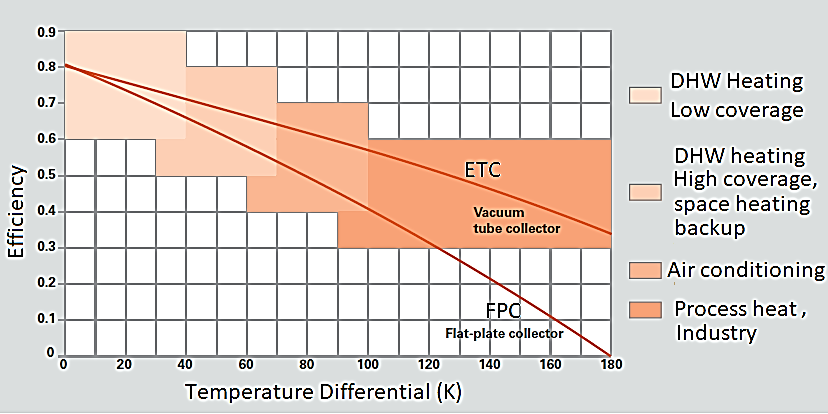 0.9
0.8
0.7
0.6
0.5
0.4
0.3
0.2
0.1
0
Efficiency
0 20 40 60 80 100 120 140 160 180
Temperature Differential (K)
ETC
Vacuum
tube collector
FPC
Flat-plate collector
DHW Heating
Low coverage
DHW heating
High coverage,
space heating
backup
Air conditioning
Process heat ,
Industry